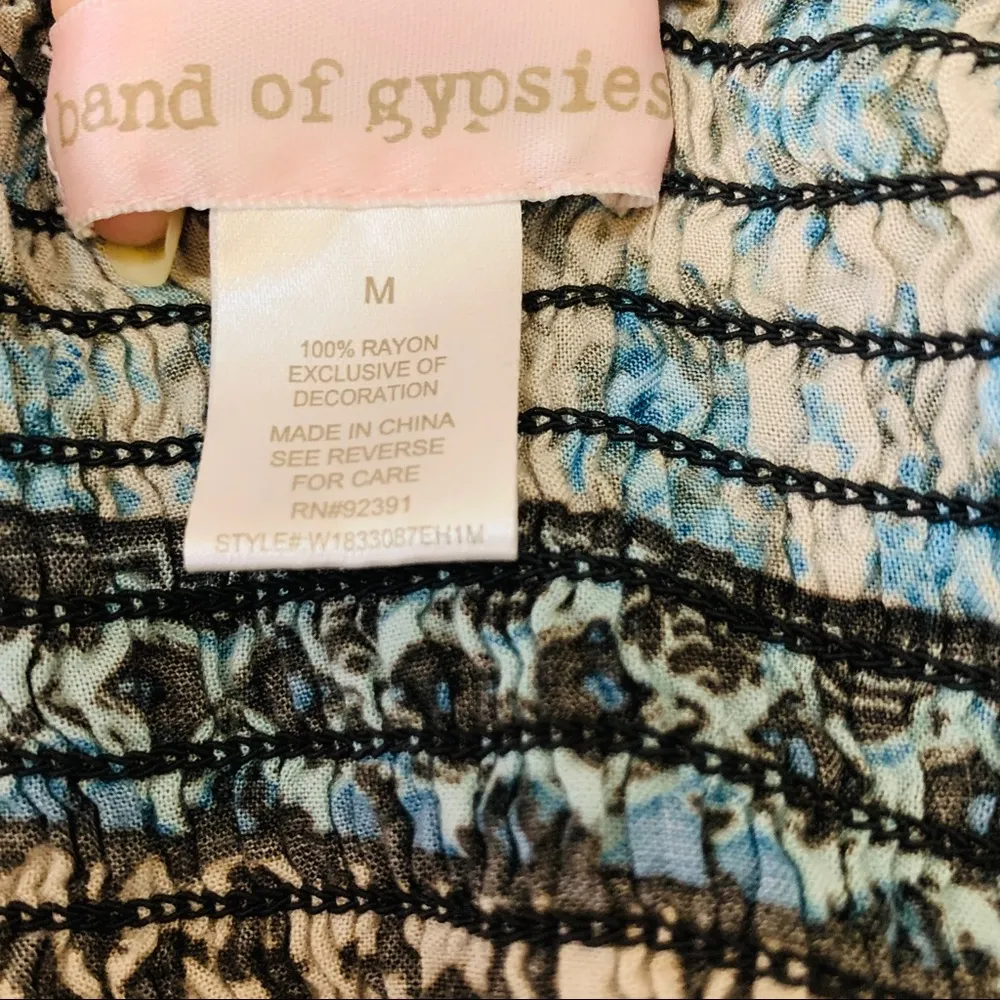 band of gypsies
M
100% RAYON
EXCLUSIVE OF
DECORATION
MADE IN CHINA
SEE REVERSE
FOR CARE
RN#92391
STYLE# W1833087EH1M